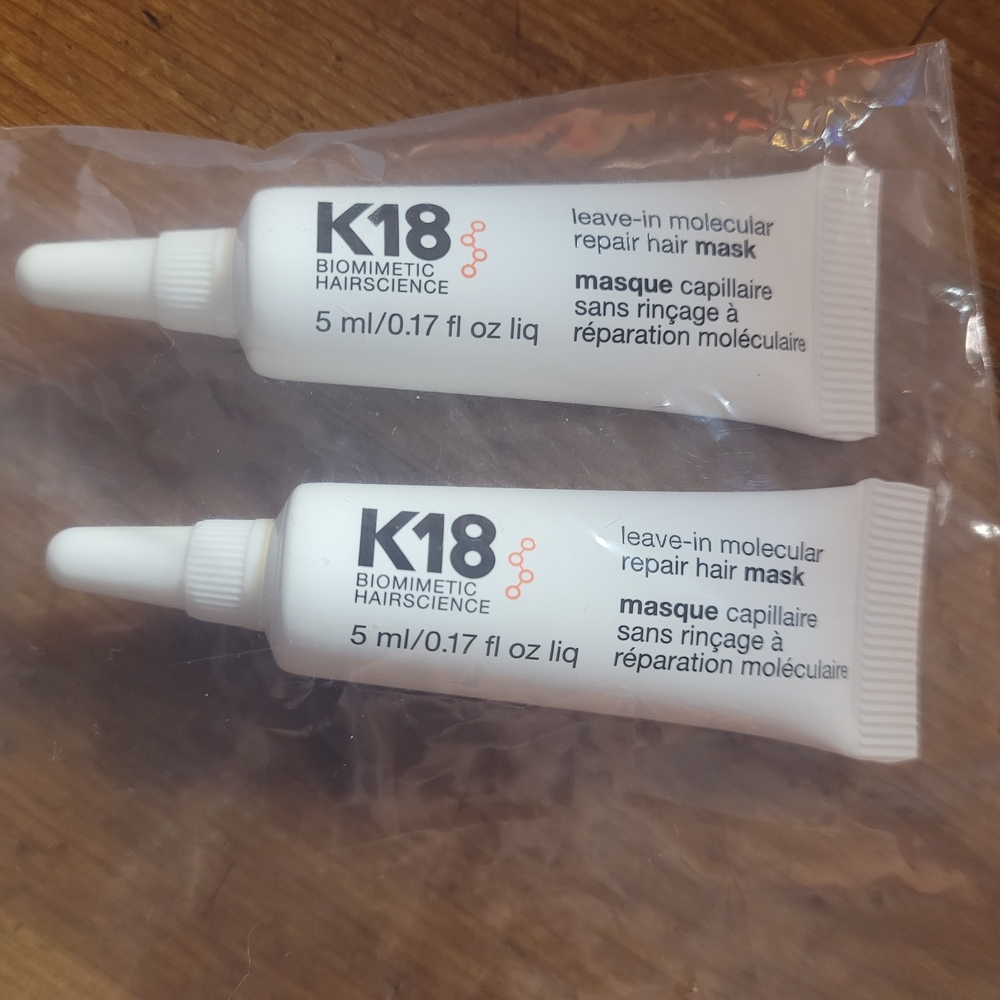 K18
BIOMIMETIC
HAIRSCIENCE
5 ml/0.17 fl oz liq
leave-in molecular
repair hair mask
masque capillaire
sans rinçage à
réparation moléculaire
K18
BIOMIMETIC
HAIRSCIENCE
5 ml/0.17 fl oz liq
leave-in molecular
repair hair mask
masque capillaire
sans rinçage à
réparation moléculaire